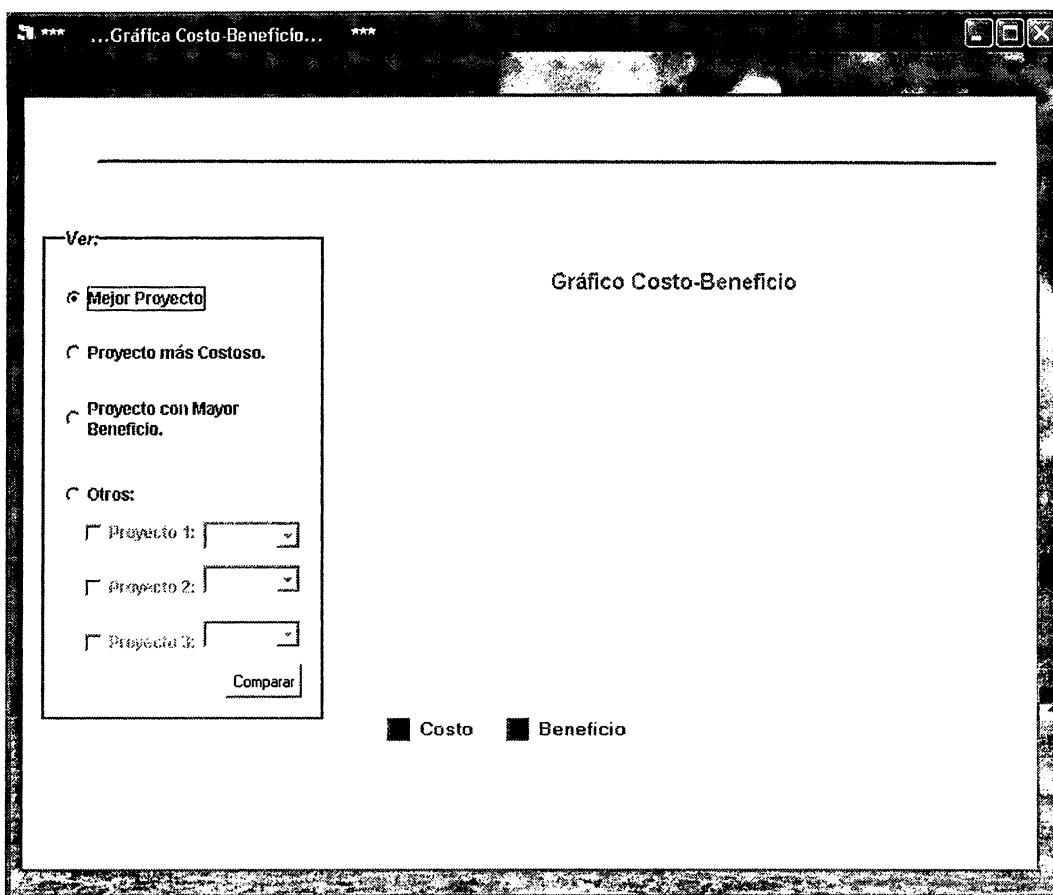 *** ...Gráfica Costo-Beneficio... ***
Ver:
Mejor Proyecto
Gráfico Costo-Beneficio
Proyecto más Costoso.
Proyecto con Mayor
Beneficio.
Otros:
Proyecto 1:
Proyecto 2:
Proyecto 3:
Comparar
Costo Beneficio